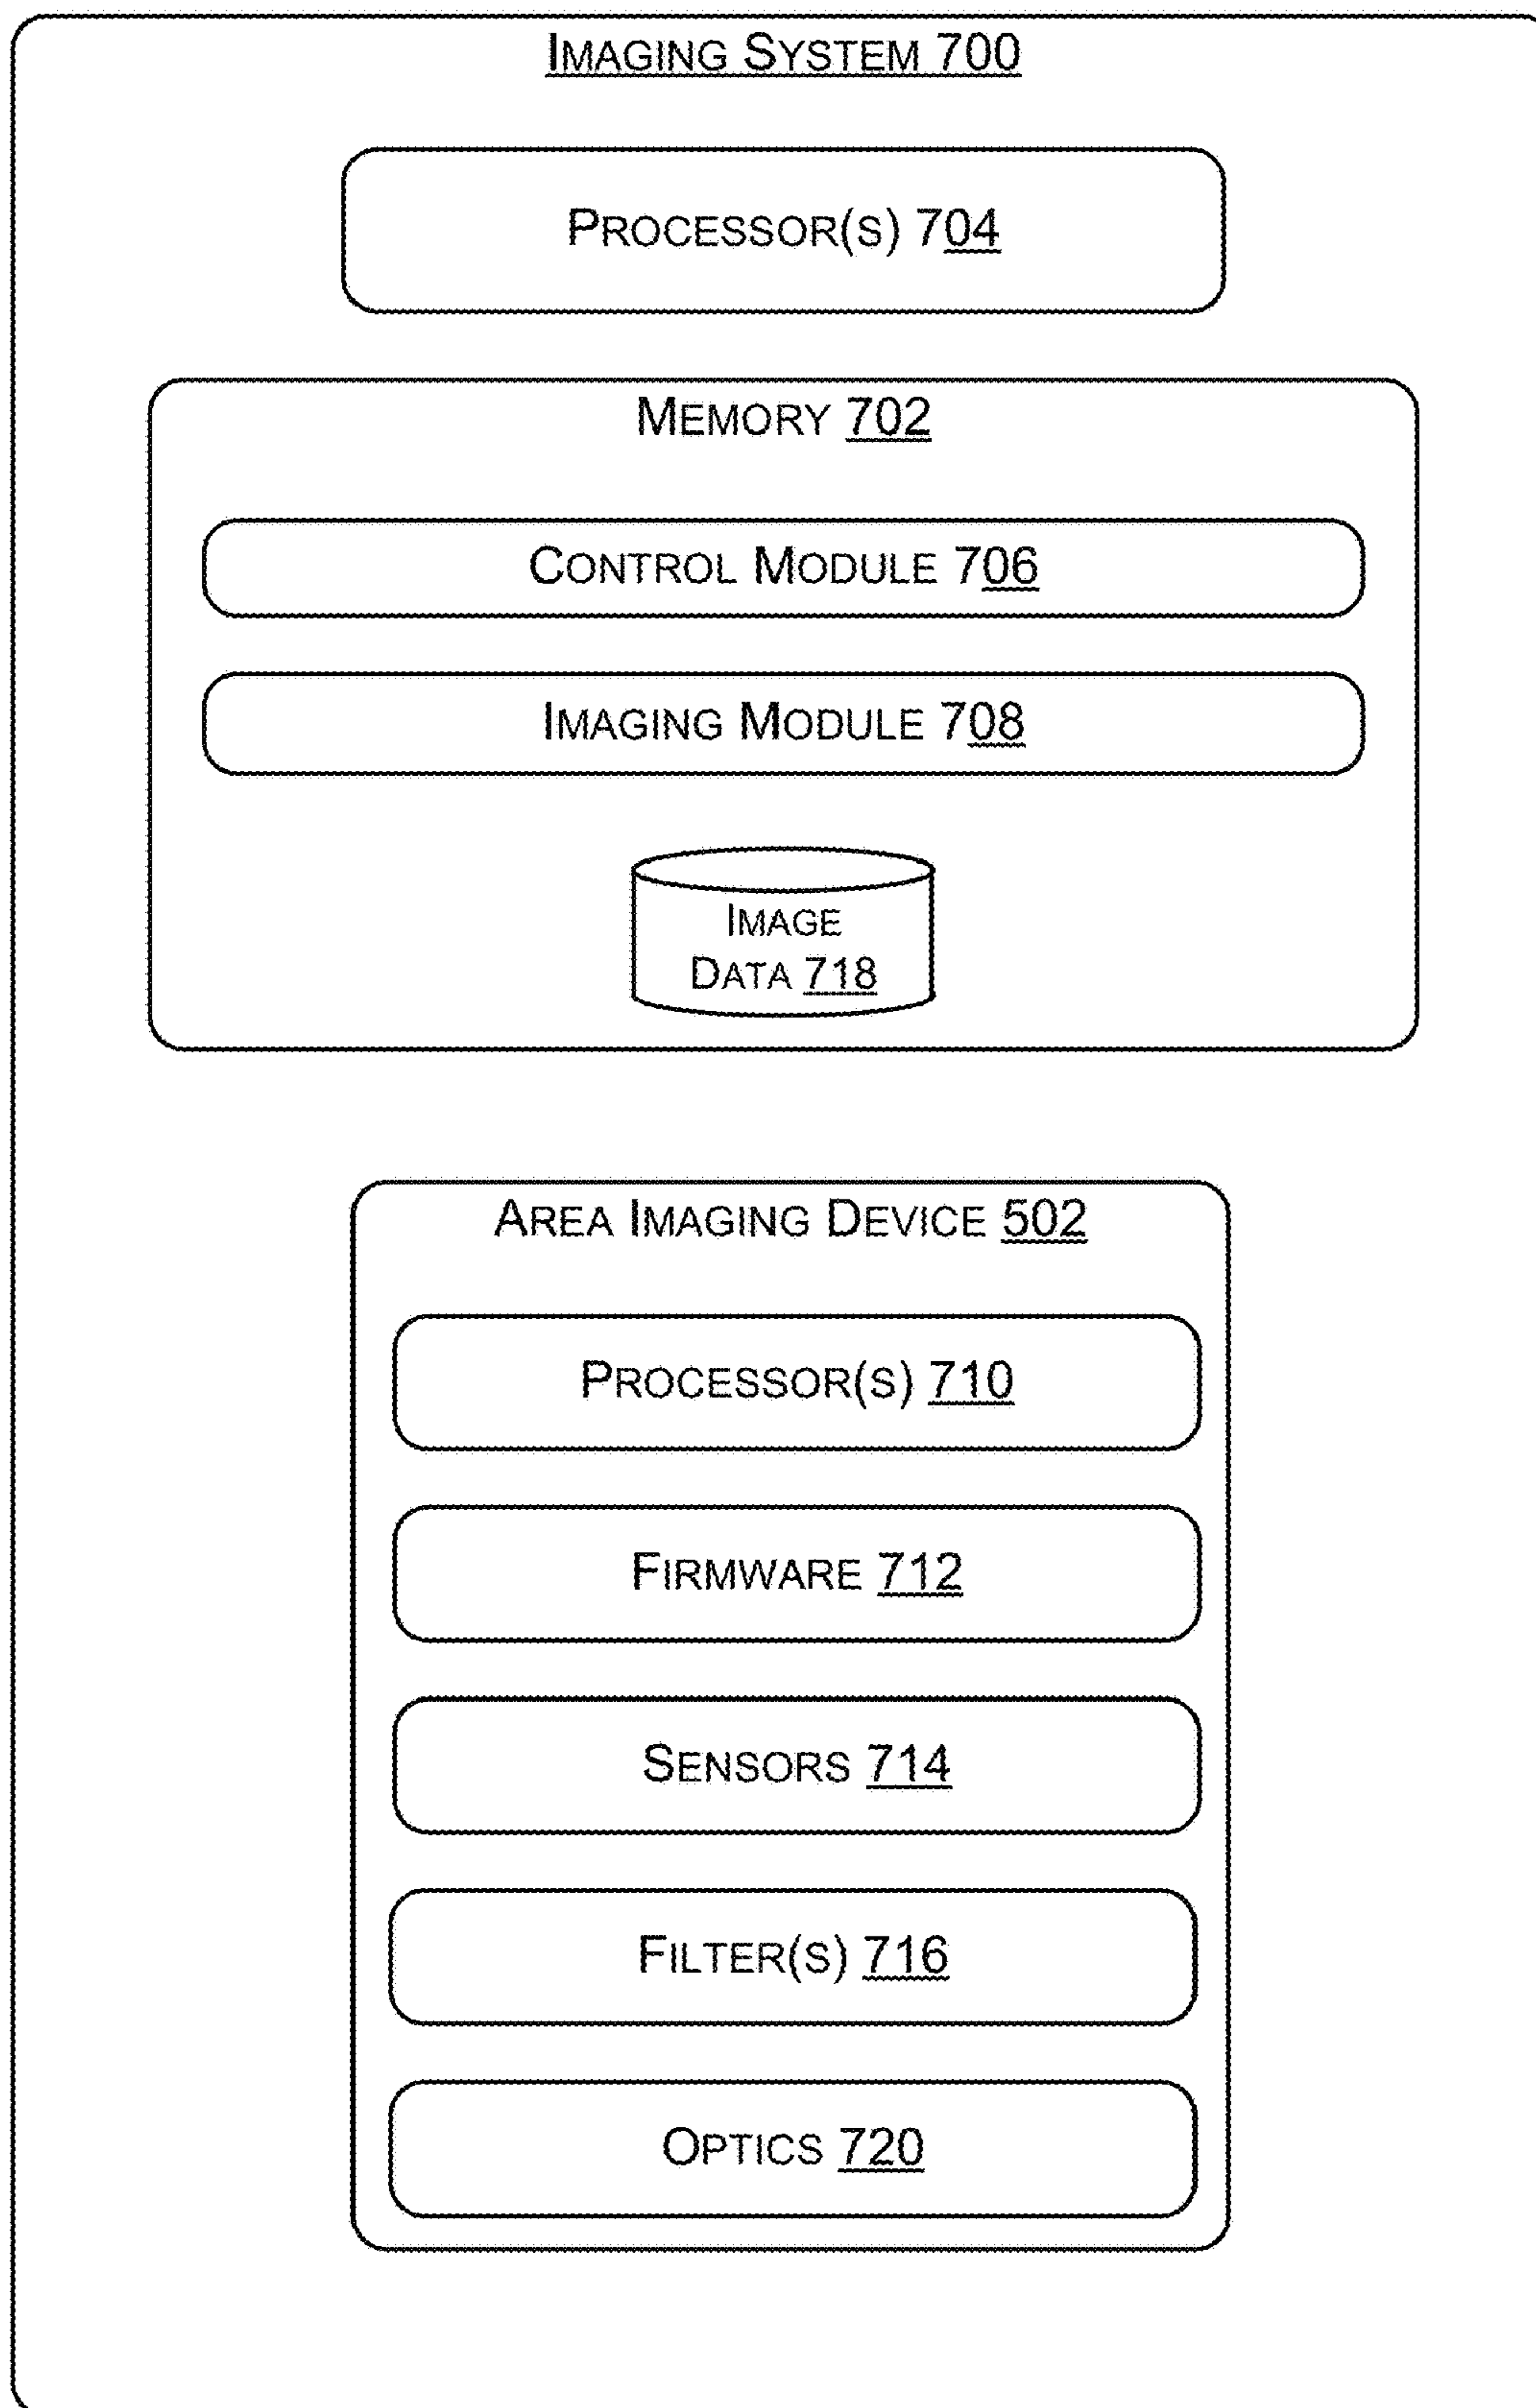 IMAGING SYSTEM 700
PROCESSOR(S) 704
MEMORY 702
CONTROL MODULE 706
IMAGING MODULE 708
IMAGE
DATA 718
AREA IMAGING DEVICE 502
PROCESSOR(S) 710
FIRMWARE 712
SENSORS 714
FILTER(S) 716
OPTICS 720